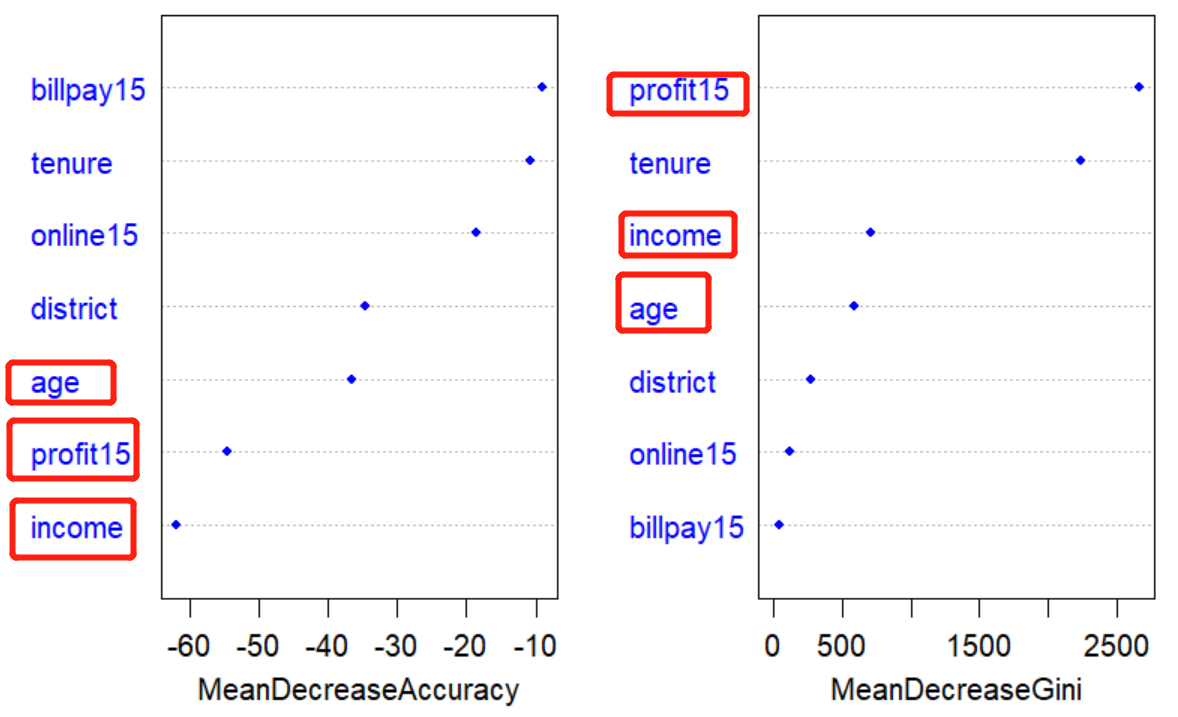 billpay15
tenure
online15
district
age
profit15
income
-60 -50 -40 -30 -20 -10
MeanDecreaseAccuracy
profit15
tenure
income
age
district
online15
billpay15
0 500 1500 2500
MeanDecreaseGini